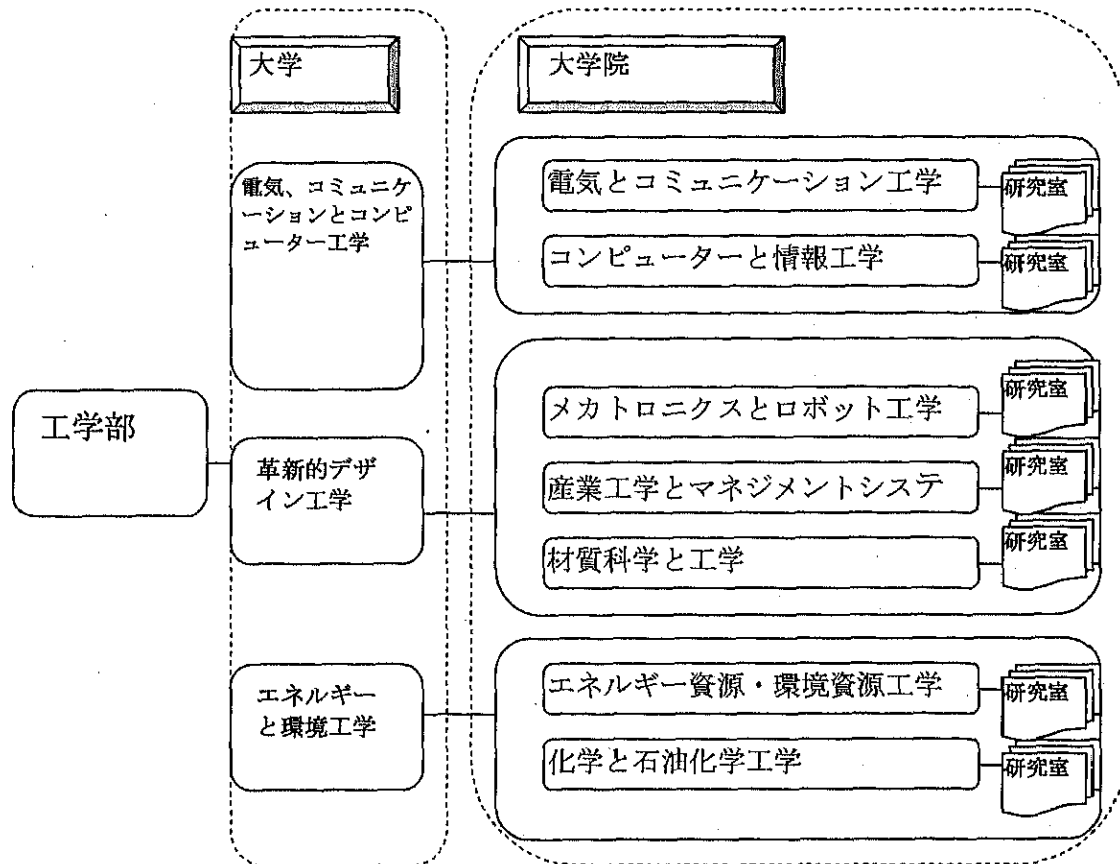 大学
大学院
電気、コミュニケ
ーションとコンピ
ューター工学
電気とコミュニケーション工学
研究室
コンピューターと情報工学
研究室
工学部
革新的デザ
イン工学
メカトロニクスとロボット工学
研究室
産業工学とマネジメントシステ
研究室
材質科学と工学
研究室
エネルギー
と環境工学
エネルギー資源・環境資源工学
研究室
化学と石油化学工学
研究室